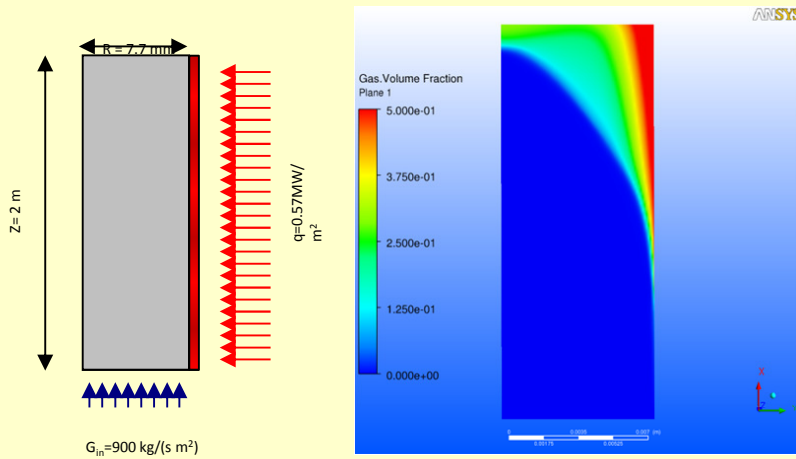 R = 7.7 mm
Z= 2 m
q=0.57MW/
m²
G_in=900 kg/(s m²)
ANSYS
Gas.Volume Fraction
Plane 1
5.000e-01
3.750e-01
2.500e-01
1.250e-01
0.000e+00
0 0.0035 0.007 (m)
0.00175 0.00525
X
Z